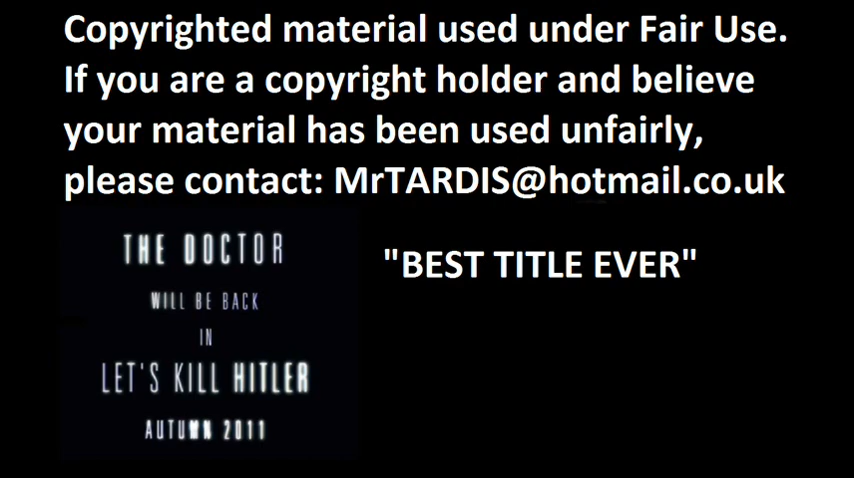 Copyrighted material used under Fair Use.
If you are a copyright holder and believe
your material has been used unfairly,
please contact: MrTARDIS@hotmail.co.uk
THE DOCTOR
WILL BE BACK
IN
LET'S KILL HITLER
AUTUMN 2011
"BEST TITLE EVER"